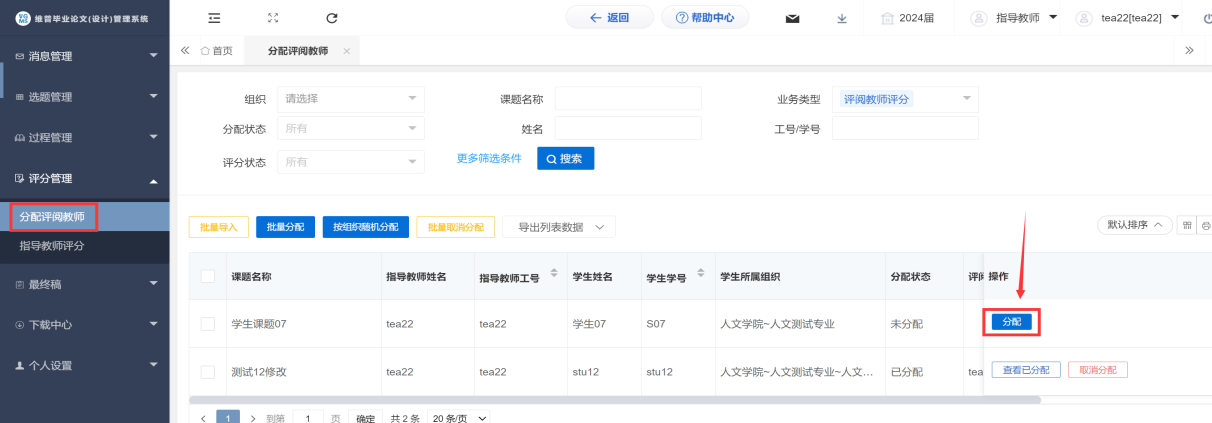 维普毕业论文(设计)管理系统
返回
帮助中心
2024届
指导教师
tea22[tea22]
消息管理
选题管理
过程管理
评分管理
分配评阅教师
指导教师评分
最终稿
下载中心
个人设置
首页
分配评阅教师 ×
组织 请选择 课题名称 业务类型 评阅教师评分
分配状态 所有 姓名 工号/学号
评分状态 所有 更多筛选条件 搜索
批量导入 批量分配 按组织随机分配 批量取消分配 导出列表数据 默认排序
课题名称 指导教师姓名 指导教师工号 学生姓名 学生学号 学生所属组织 分配状态 操作
学生课题07 tea22 tea22 学生07 S07 人文学院~人文测试专业 未分配 分配
测试12修改 tea22 tea22 stu12 stu12 人文学院~人文测试专业~人文... 已分配 tea 查看已分配 取消分配
1 到第 1 页 确定 共 2 条 20 条/页